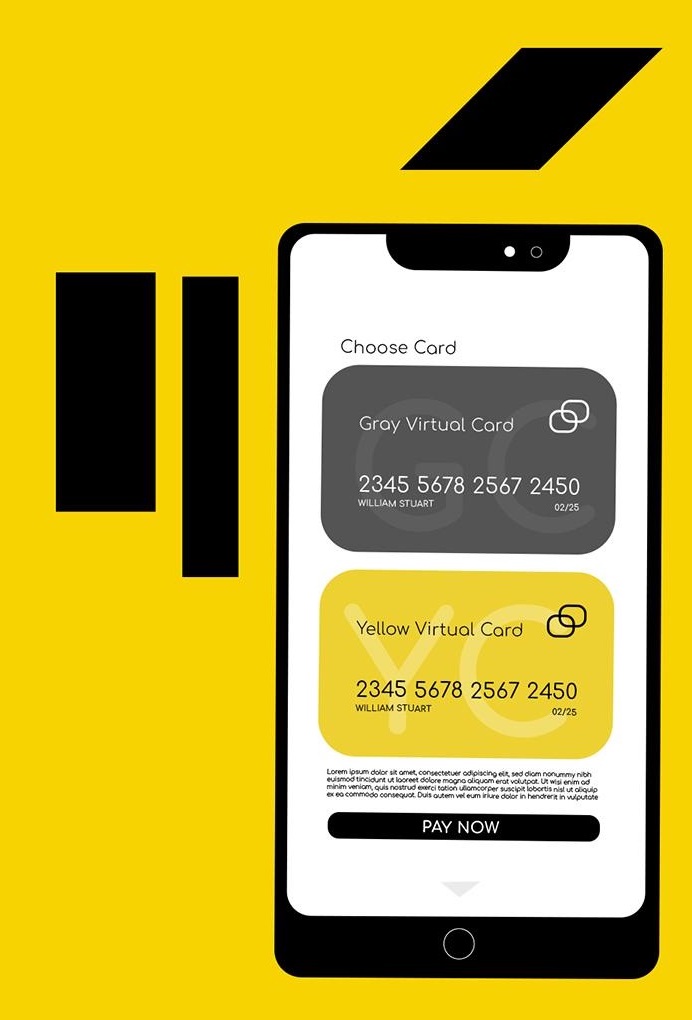 Choose Card
GC
Gray Virtual Card
2345 5678 2567 2450
WILLIAM STUART 02/25
YC
Yellow Virtual Card
2345 5678 2567 2450
WILLIAM STUART 02/25
Lorem ipsum dolor sit amet, consectetuer adipiscing elit, sed diam nonummy nibh
euismod tincidunt ut laoreet dolore magna aliquam erat volutpat. Ut wisi enim ad
minim veniam, quis nostrud exerci tation ullamcorper suscipit lobortis nisl ut aliquip
ex ea commodo consequat. Duis autem vel eum iriure dolor in hendrerit in vulputate
PAY NOW